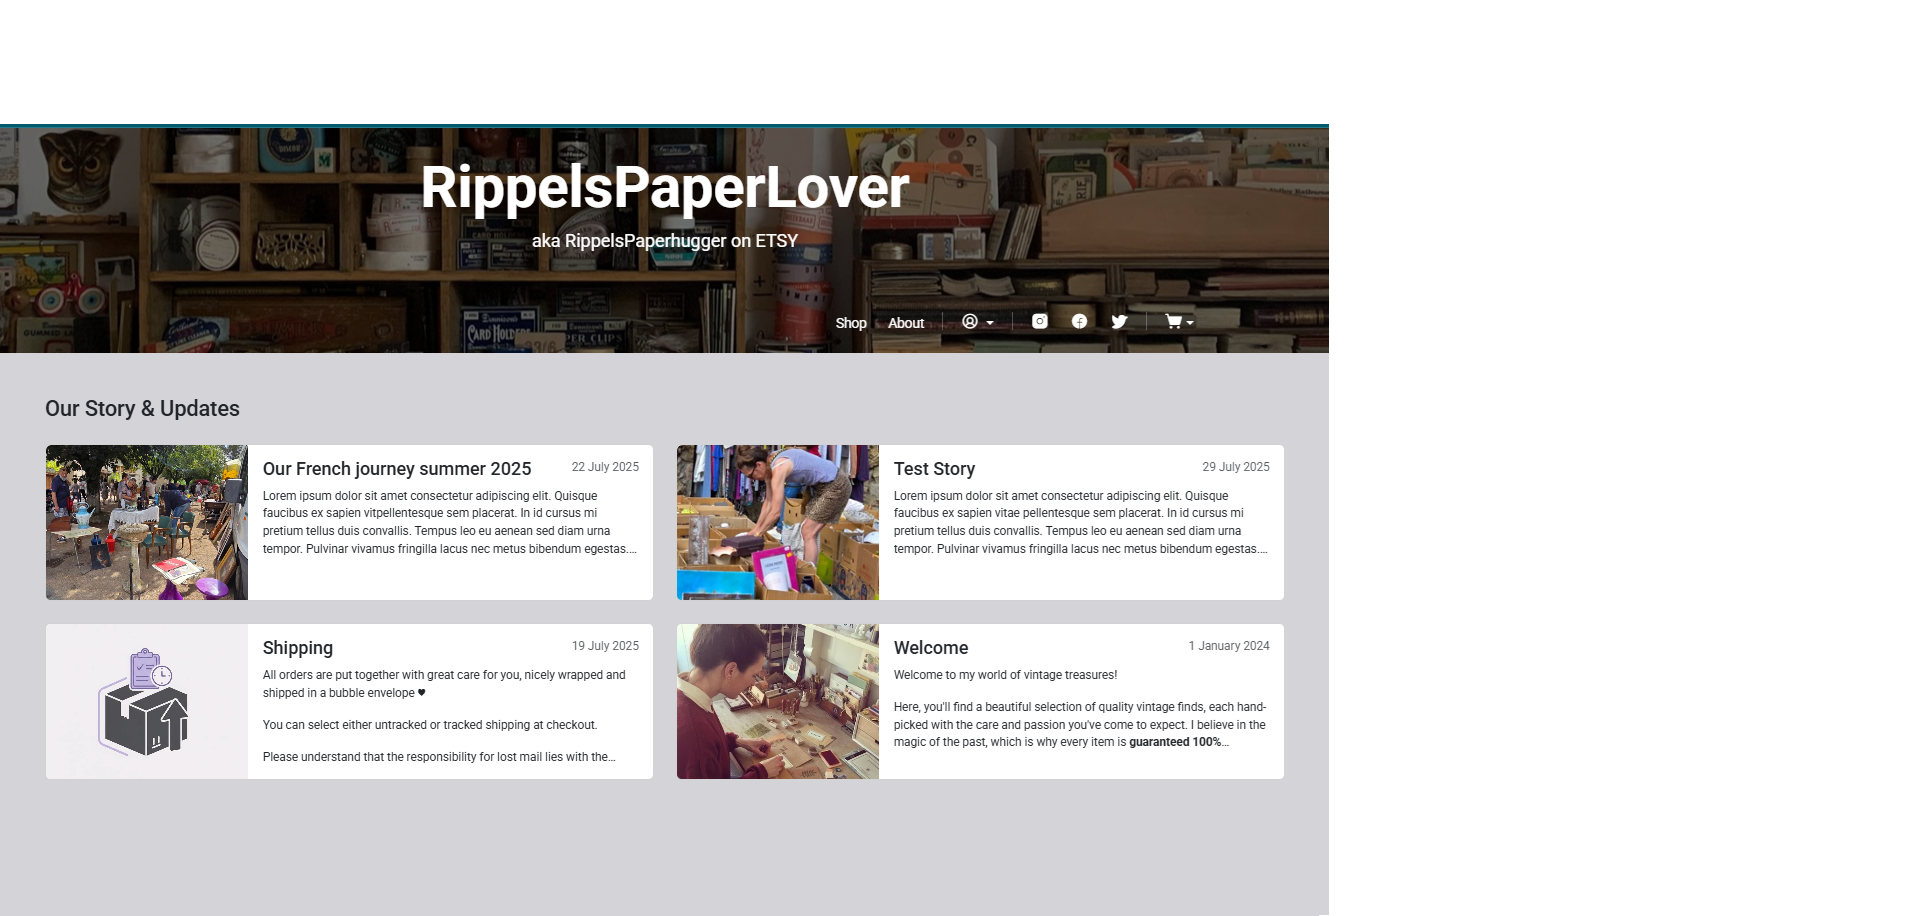 RippelsPaperLover
aka RippelsPaperhugger on ETSY
CARD HOLDERS
PER CLIPS
Shop About
Our Story & Updates
Our French journey summer 2025 22 July 2025
Lorem ipsum dolor sit amet consectetur adipiscing elit. Quisque
faucibus ex sapien vitpellentesque sem placerat. In id cursus mi
pretium tellus duis convallis. Tempus leo eu aenean sed diam urna
tempor. Pulvinar vivamus fringilla lacus nec metus bibendum egestas....
Test Story 29 July 2025
Lorem ipsum dolor sit amet consectetur adipiscing elit. Quisque
faucibus ex sapien vitae pellentesque sem placerat. In id cursus mi
pretium tellus duis convallis. Tempus leo eu aenean sed diam urna
tempor. Pulvinar vivamus fringilla lacus nec metus bibendum egestas....
Shipping 19 July 2025
All orders are put together with great care for you, nicely wrapped and
shipped in a bubble envelope ♥
You can select either untracked or tracked shipping at checkout.
Please understand that the responsibility for lost mail lies with the...
Welcome 1 January 2024
Welcome to my world of vintage treasures!
Here, you'll find a beautiful selection of quality vintage finds, each hand-
picked with the care and passion you've come to expect. I believe in the
magic of the past, which is why every item is guaranteed 100%...